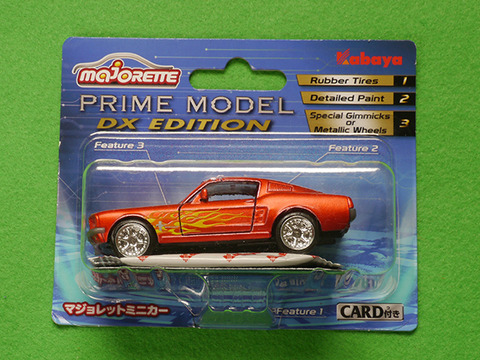 majorette
Kabaya
PRIME MODEL
DX EDITION
Rubber Tires 1
Detailed Paint 2
Special Gimmicks
or
Metallic Wheels 3
Feature 3
Feature 2
マジョレットミニカー
Feature 1
CARD付き